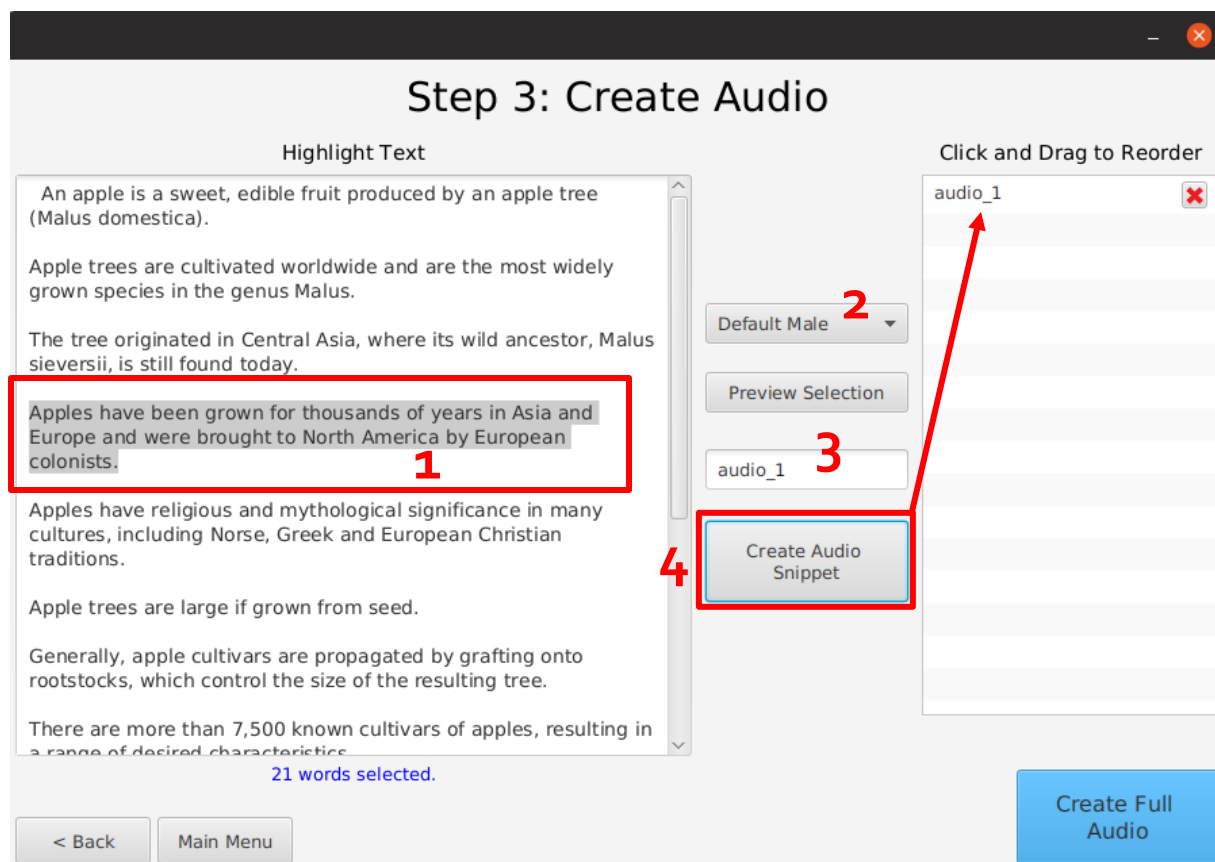 Step 3: Create Audio
Highlight Text
Click and Drag to Reorder
An apple is a sweet, edible fruit produced by an apple tree
(Malus domestica).
Apple trees are cultivated worldwide and are the most widely
grown species in the genus Malus.
The tree originated in Central Asia, where its wild ancestor, Malus
sieversii, is still found today.
Apples have been grown for thousands of years in Asia and
Europe and were brought to North America by European
colonists.
1
Apples have religious and mythological significance in many
cultures, including Norse, Greek and European Christian
traditions.
Apple trees are large if grown from seed.
Generally, apple cultivars are propagated by grafting onto
rootstocks, which control the size of the resulting tree.
There are more than 7,500 known cultivars of apples, resulting in
a range of desired characteristics
21 words selected.
Default Male
2
Preview Selection
3
audio_1
4
Create Audio
Snippet
audio_1
< Back
Main Menu
Create Full
Audio